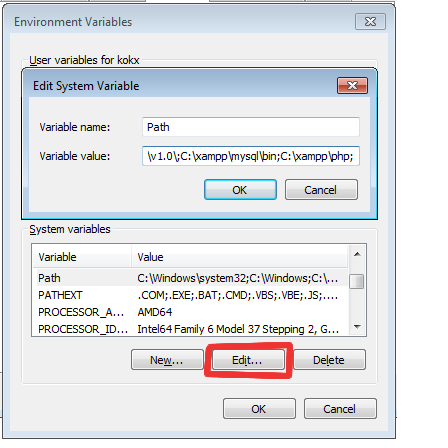 Environment Variables
User variables for kokx
Edit System Variable
Variable name: Path
Variable value: \v1.0\;C:\xampp\mysql\bin;C:\xampp\php;
OK Cancel
System variables
Variable Value
Path C:\Windows\system32;C:\Windows;C:\...
PATHEXT .COM;.EXE;.BAT;.CMD;.VBS;.VBE;.JS;....
PROCESSOR_A... AMD64
PROCESSOR_ID... Intel64 Family 6 Model 37 Stepping 2, G...
New... Edit... Delete
OK Cancel